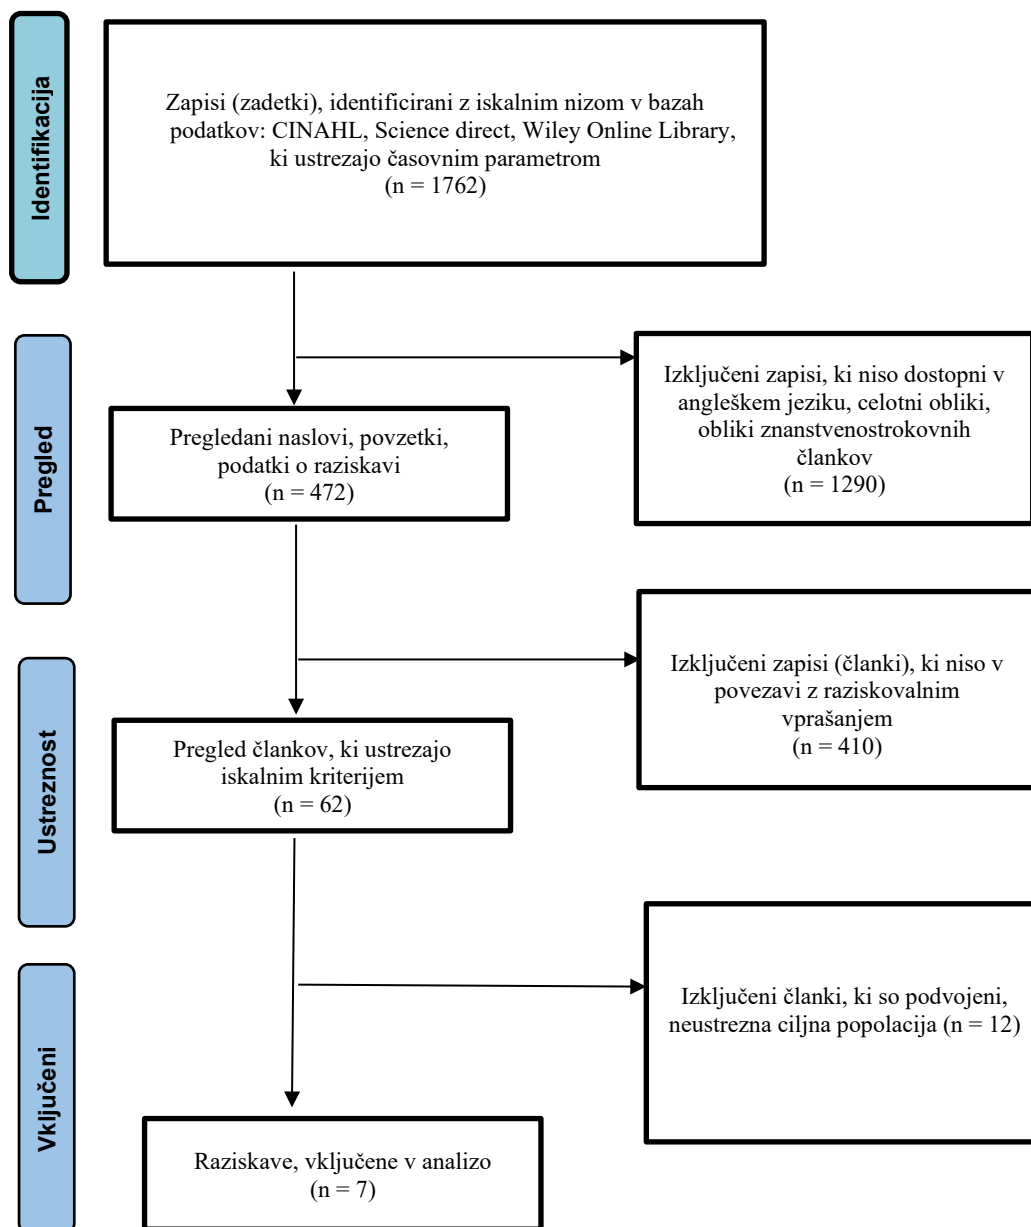 Identifikacija
Zapisi (zadetki), identificirani z iskalnim nizom v bazah
podatkov: CINAHL, Science direct, Wiley Online Library,
ki ustrezajo časovnim parametrom
(n = 1762)
Pregled
Izključeni zapisi, ki niso dostopni v
angleškem jeziku, celotni obliki,
obliki znanstvenostrokovnih
člankov
(n = 1290)
Pregledani naslovi, povzetki,
podatki o raziskavi
(n = 472)
Izključeni zapisi (članki), ki niso v
povezavi z raziskovalnim
vprašanjem
(n = 410)
Ustreznost
Pregled člankov, ki ustrezajo
iskalnim kriterijem
(n = 62)
Izključeni članki, ki so podvojeni,
neustrezna ciljna popolacija (n = 12)
Vključeni
Raziskave, vključene v analizo
(n = 7)